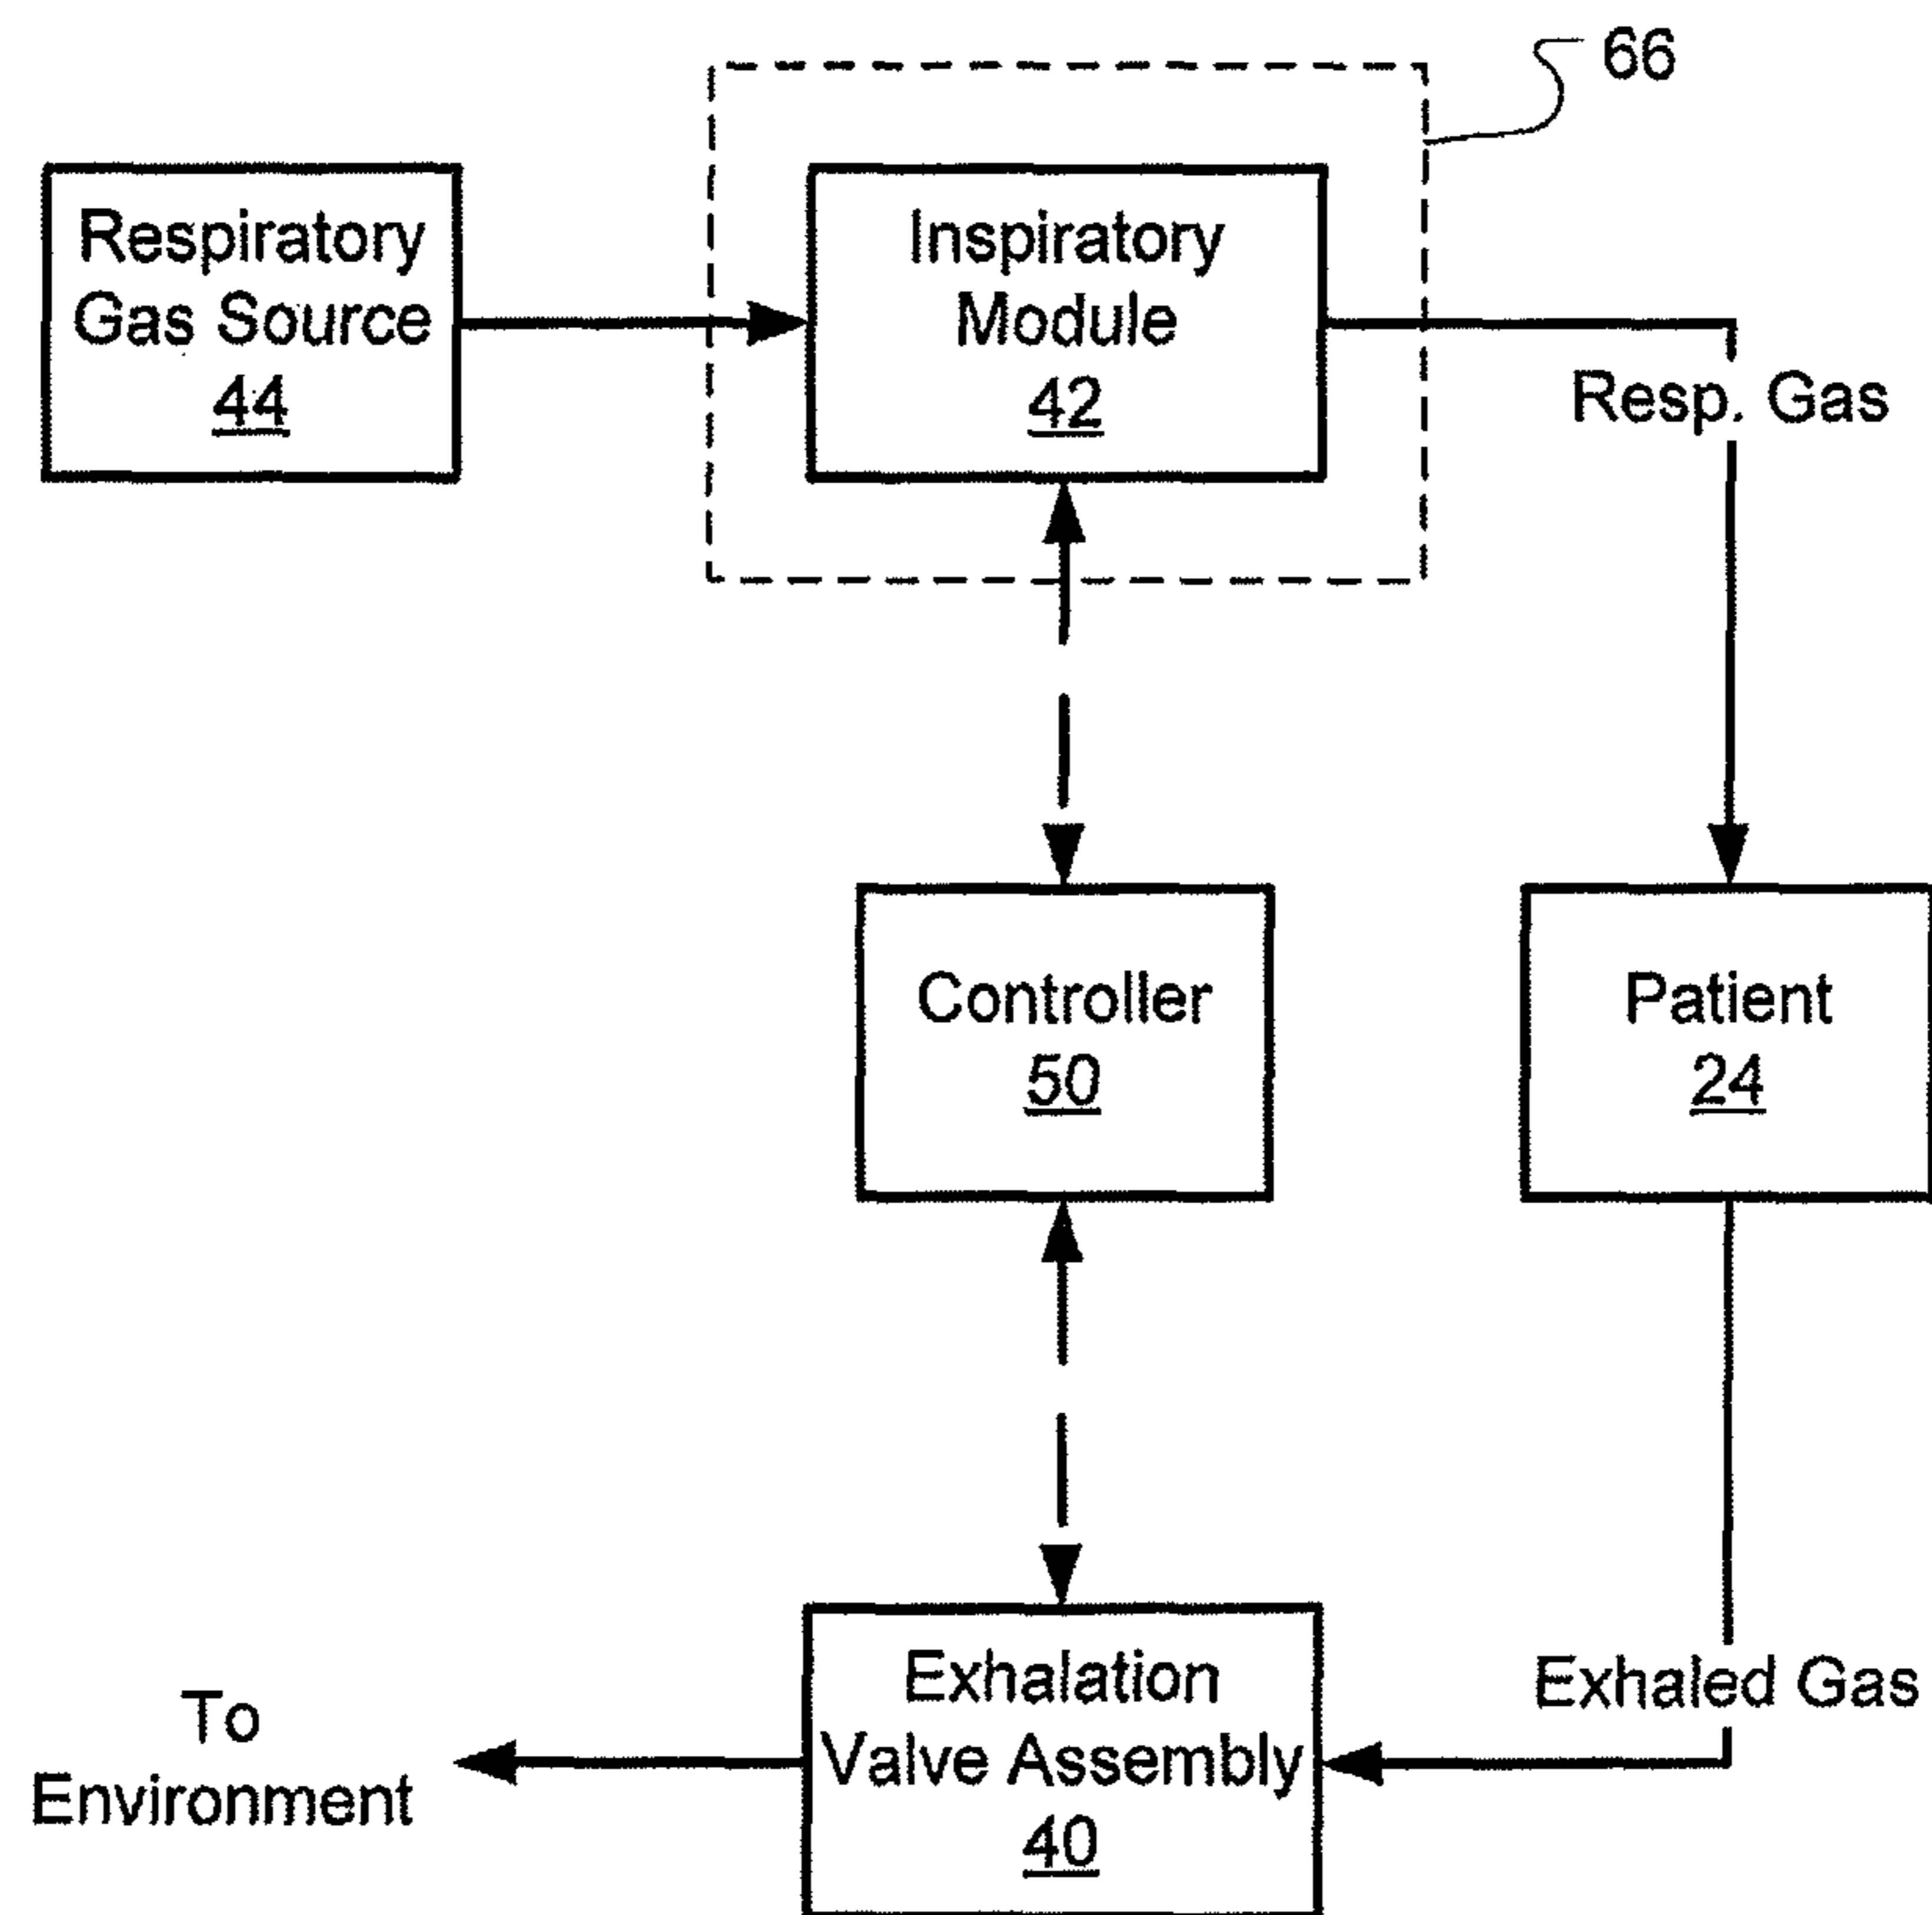 66
Respiratory
Gas Source
44
Inspiratory
Module
42
Resp. Gas
Controller
50
Patient
24
To
Environment
Exhalation
Valve Assembly
40
Exhaled Gas